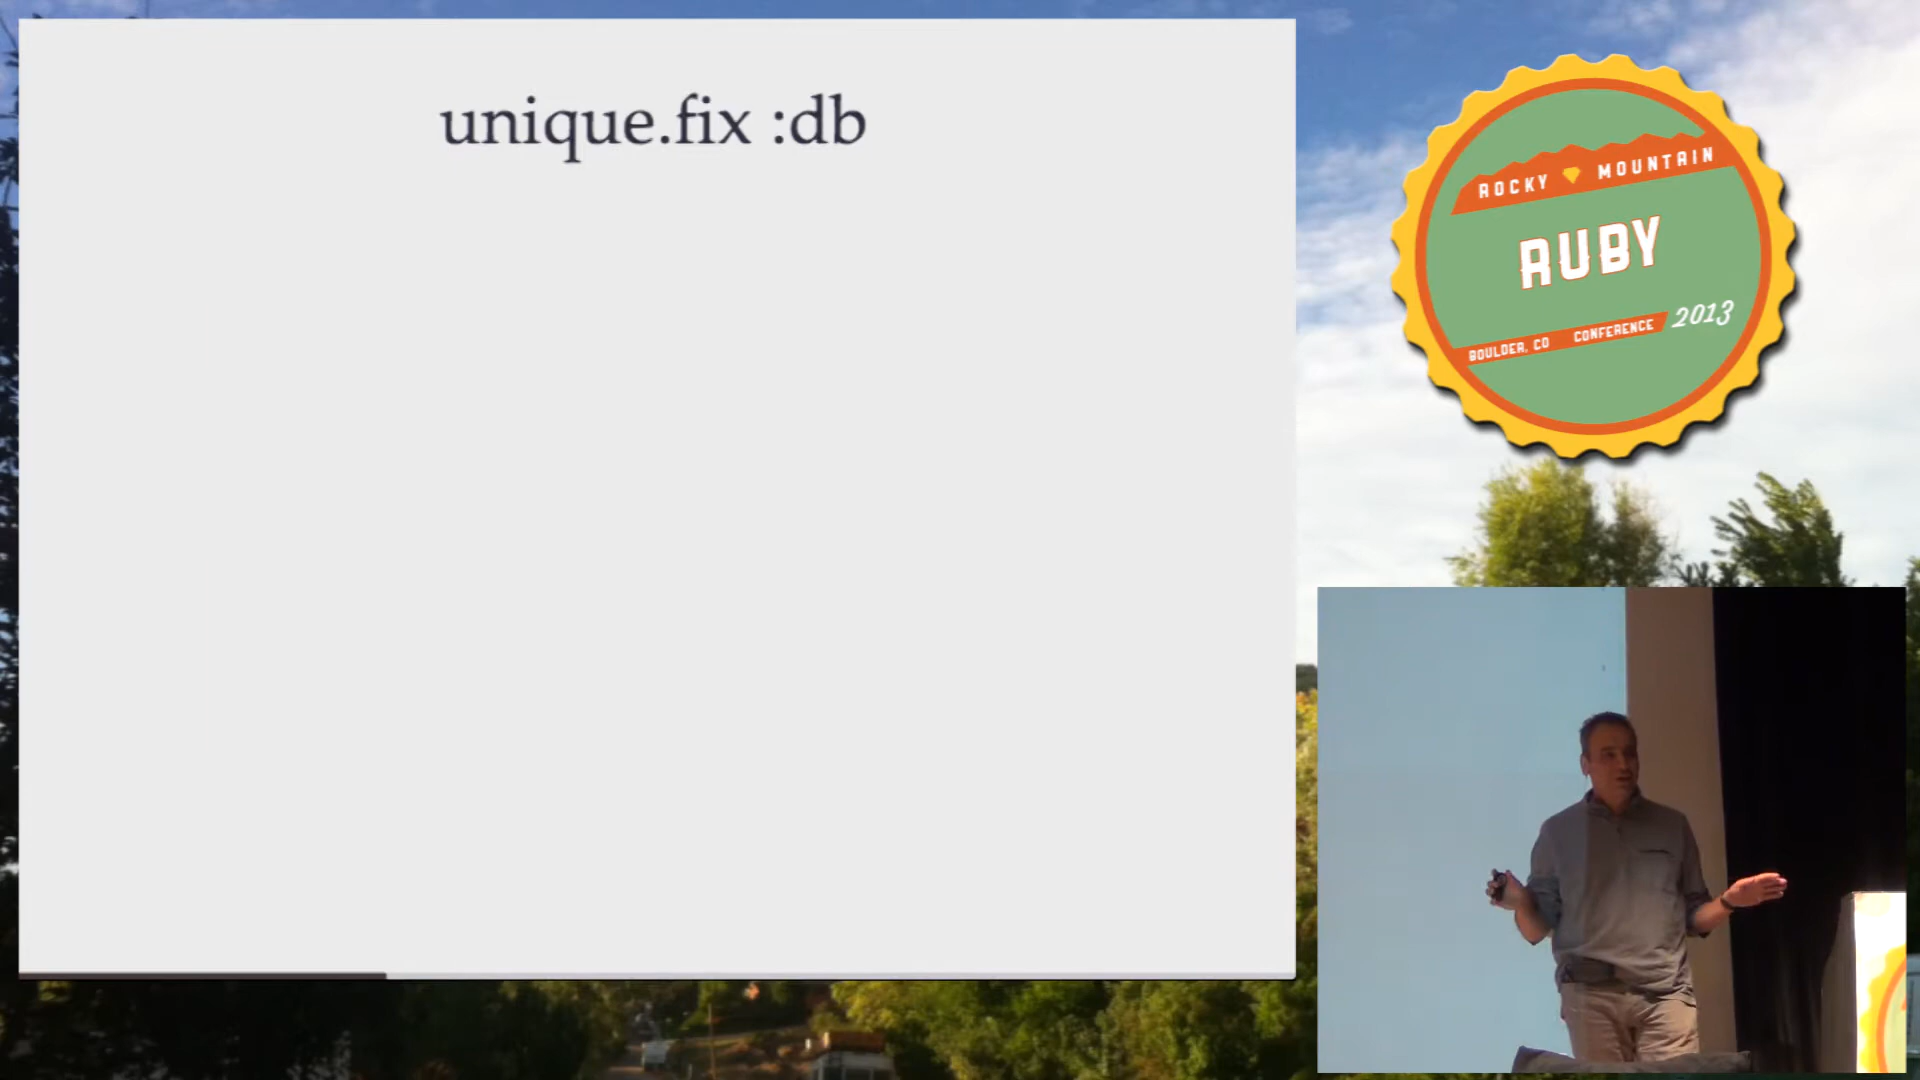 unique.fix :db
ROCKY MOUNTAIN
RUBY
BOULDER, CO CONFERENCE 2013